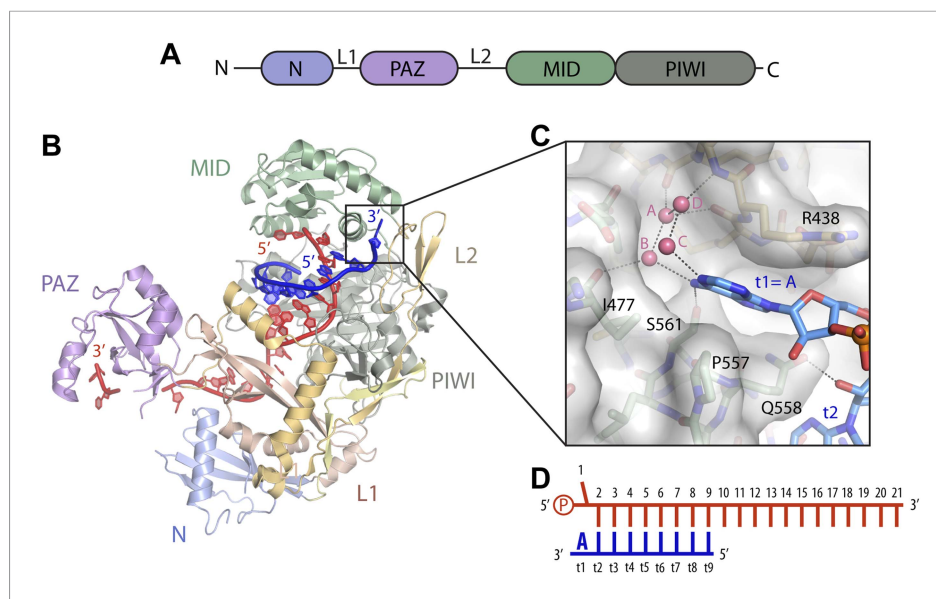 A
N
N
L1
PAZ
L2
MID
PIWI
C
B
MID
3′
5′
5′
L2
PAZ
3′
PIWI
L1
N
C
A
D
B
C
R438
t1= A
I477
S561
P557
Q558
t2
D
1
5′ P 2 3 4 5 6 7 8 9 10 11 12 13 14 15 16 17 18 19 20 21 3′
3′ A 5′
t1 t2 t3 t4 t5 t6 t7 t8 t9